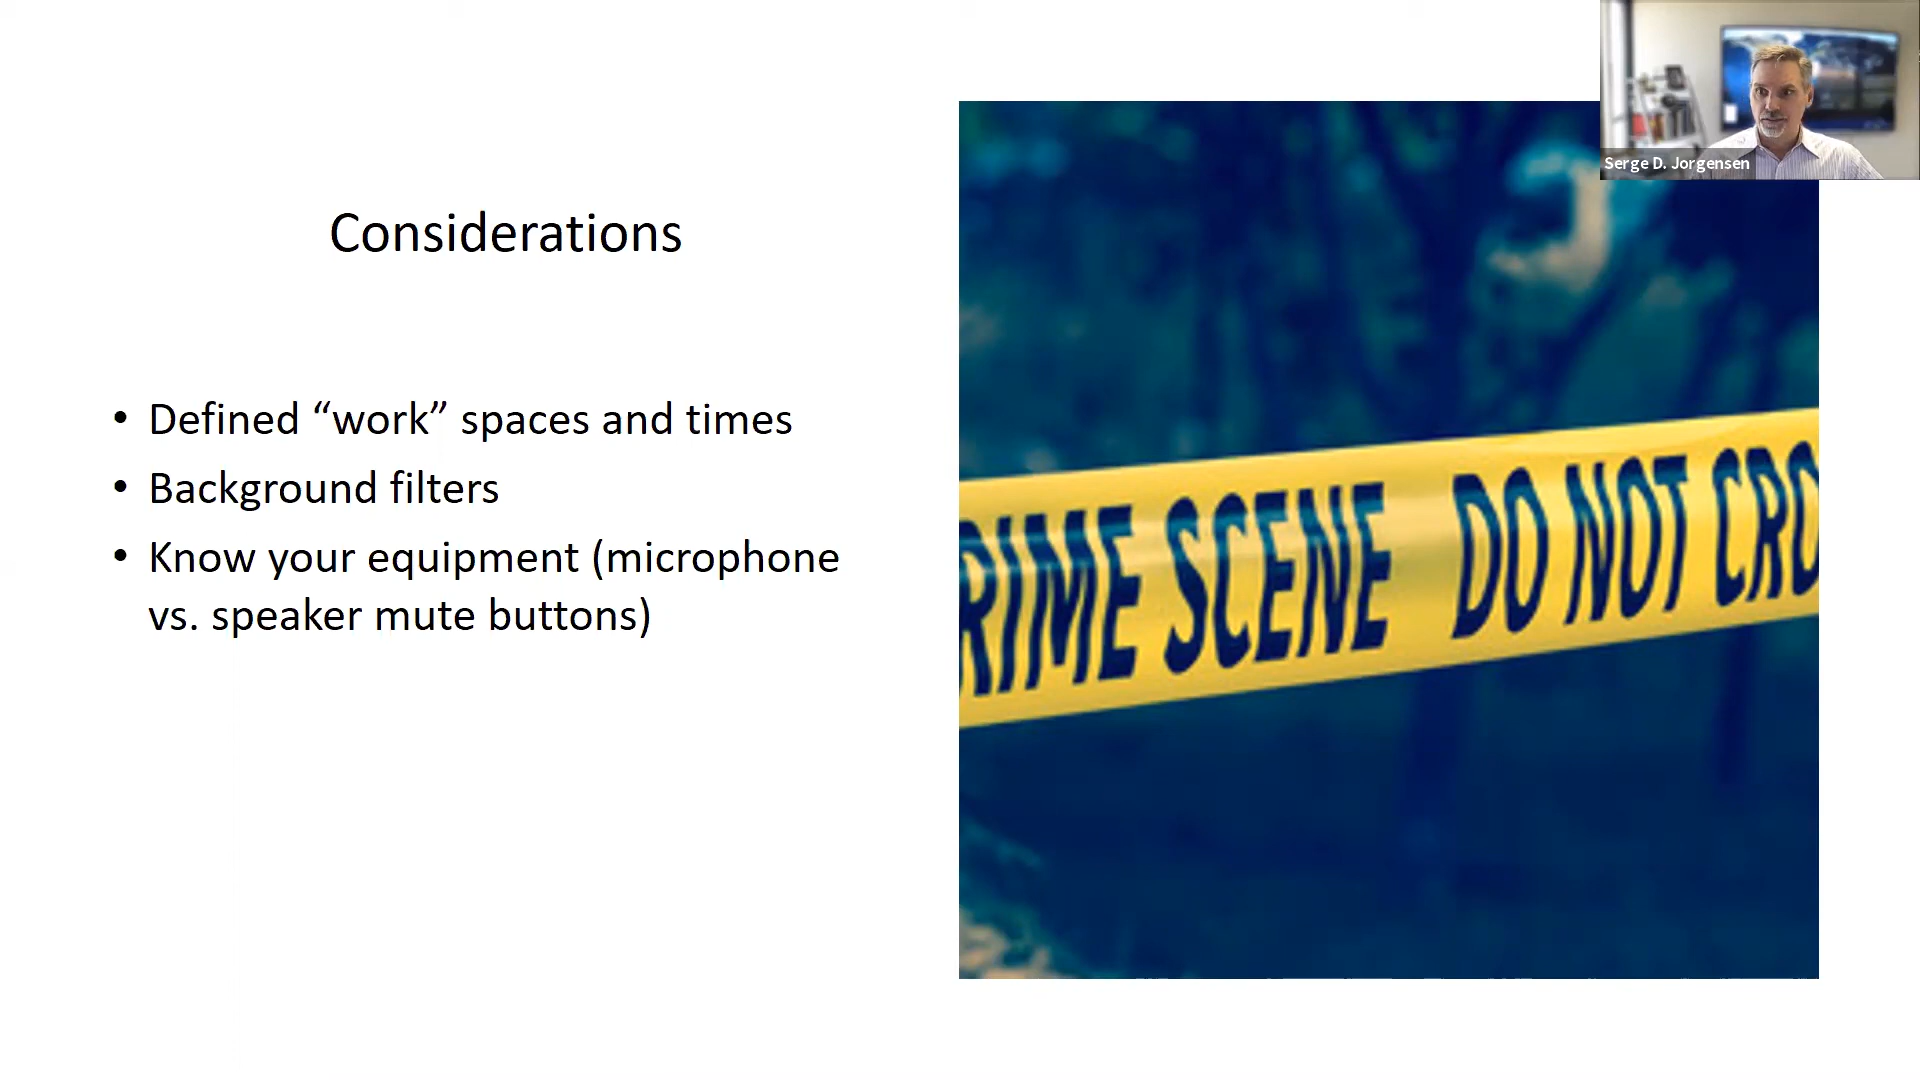 Serge D. Jorgensen
Considerations
• Defined “work” spaces and times
• Background filters
• Know your equipment (microphone
vs. speaker mute buttons)
RIME SCENE DO NOT CRO